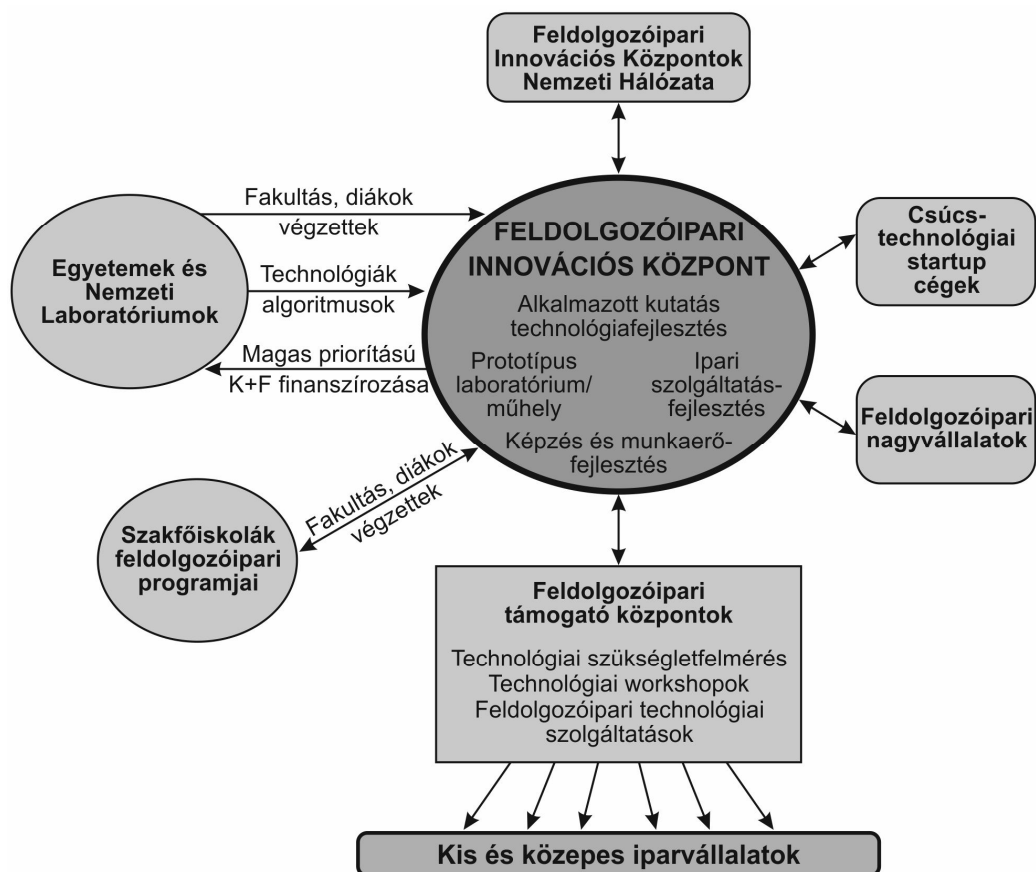 Feldolgozóipari
Innovációs Központok
Nemzeti Hálózata
Fakultás, diákok
végzettek
Egyetemek és
Nemzeti
Laboratóriumok
Technológiák
algoritmusok
Magas priorítású
K+F finanszírozása
FELDOLGOZÓIPARI
INNOVÁCIÓS KÖZPONT
Alkalmazott kutatás
technológiafejlesztés
Prototípus
laboratórium/
műhely
Ipari
szolgáltatás-
fejlesztés
Képzés és munkaerő-
fejlesztés
Csúcs-
technológiai
startup
cégek
Feldolgozóipari
nagyvállalatok
Fakultás, diákok
végzettek
Szakfőiskolák
feldolgozóipari
programjai
Feldolgozóipari
támogató központok
Technológiai szükségletfelmérés
Technológiai workshopok
Feldolgozóipari technológiai
szolgáltatások
Kis és közepes iparvállalatok